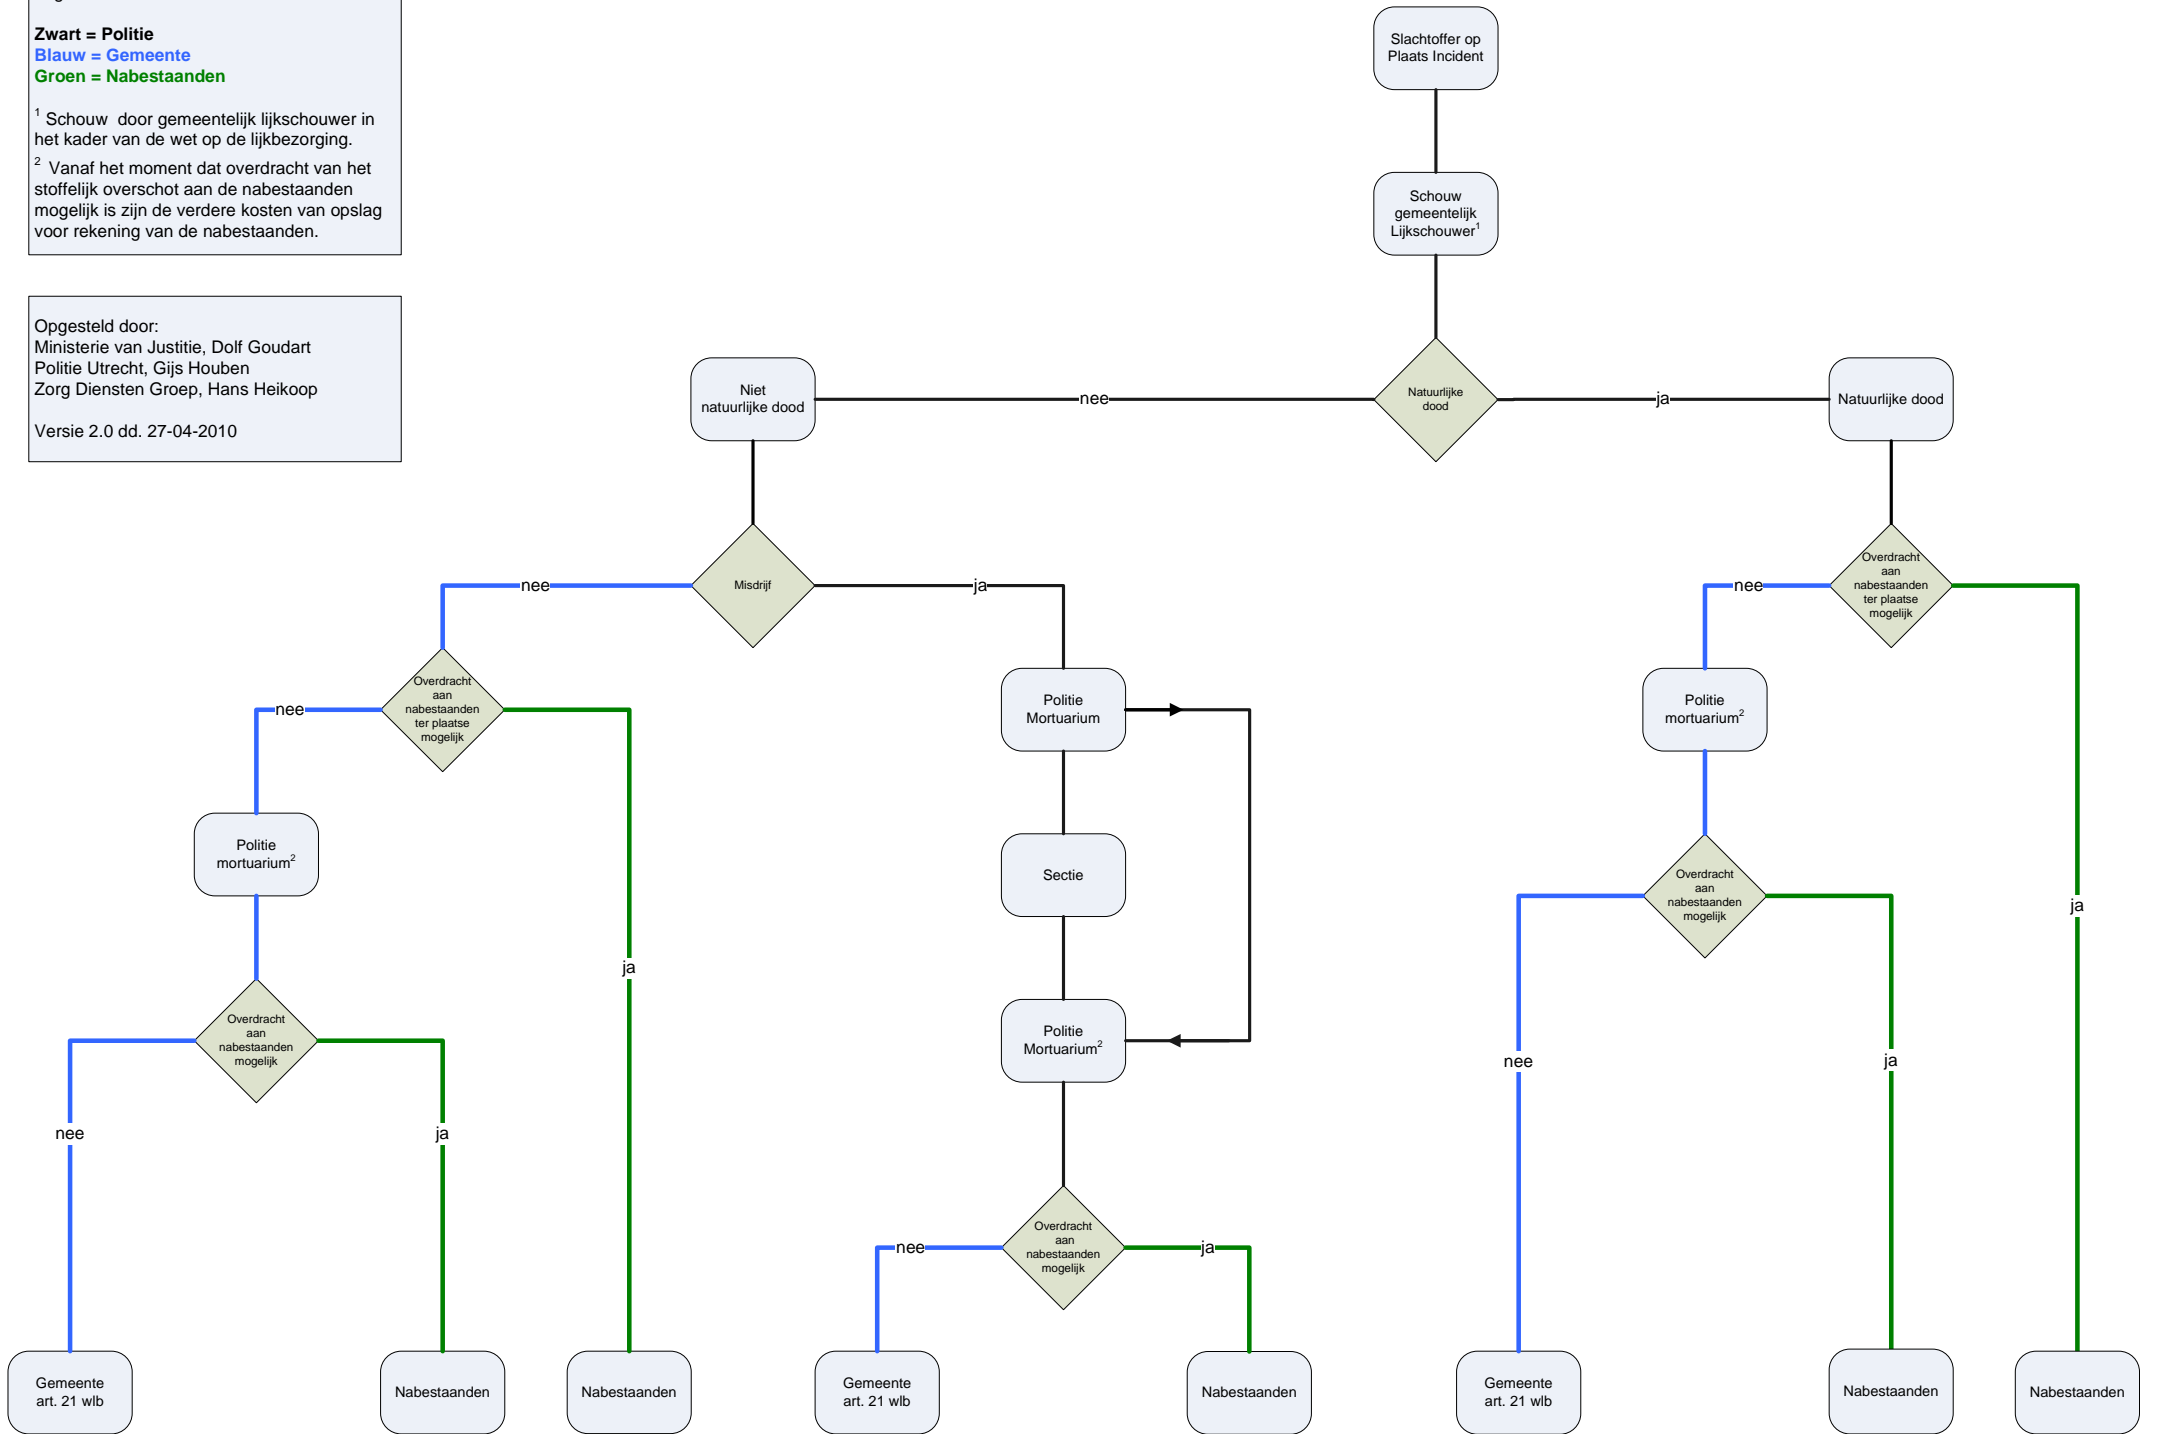 Zwart = Politie
Blauw = Gemeente
Groen = Nabestaanden
¹ Schouw door gemeentelijk lijkschouwer in
het kader van de wet op de lijkbezorging.
² Vanaf het moment dat overdracht van het
stoffelijk overschot aan de nabestaanden
mogelijk is zijn de verdere kosten van opslag
voor rekening van de nabestaanden.
Opgesteld door:
Ministerie van Justitie, Dolf Goudart
Politie Utrecht, Gijs Houben
Zorg Diensten Groep, Hans Heikoop
Versie 2.0 dd. 27-04-2010
Slachtoffer op
Plaats Incident
Schouw
gemeentelijk
Lijkschouwer¹
Niet
natuurlijke dood
nee
Natuurlijke
dood
ja
Natuurlijke dood
nee
Misdrijf
ja
nee
Overdracht
aan
nabestaanden
ter plaatse
mogelijk
nee
Overdracht
aan
nabestaanden
ter plaatse
mogelijk
Politie
Mortuarium
Politie
mortuarium²
Politie
mortuarium²
Sectie
Overdracht
aan
nabestaanden
mogelijk
ja
ja
Overdracht
aan
nabestaanden
mogelijk
Politie
Mortuarium²
nee
ja
nee
ja
nee
Overdracht
aan
nabestaanden
mogelijk
ja
Gemeente
art. 21 wlb
Nabestaanden
Nabestaanden
Gemeente
art. 21 wlb
Nabestaanden
Gemeente
art. 21 wlb
Nabestaanden
Nabestaanden